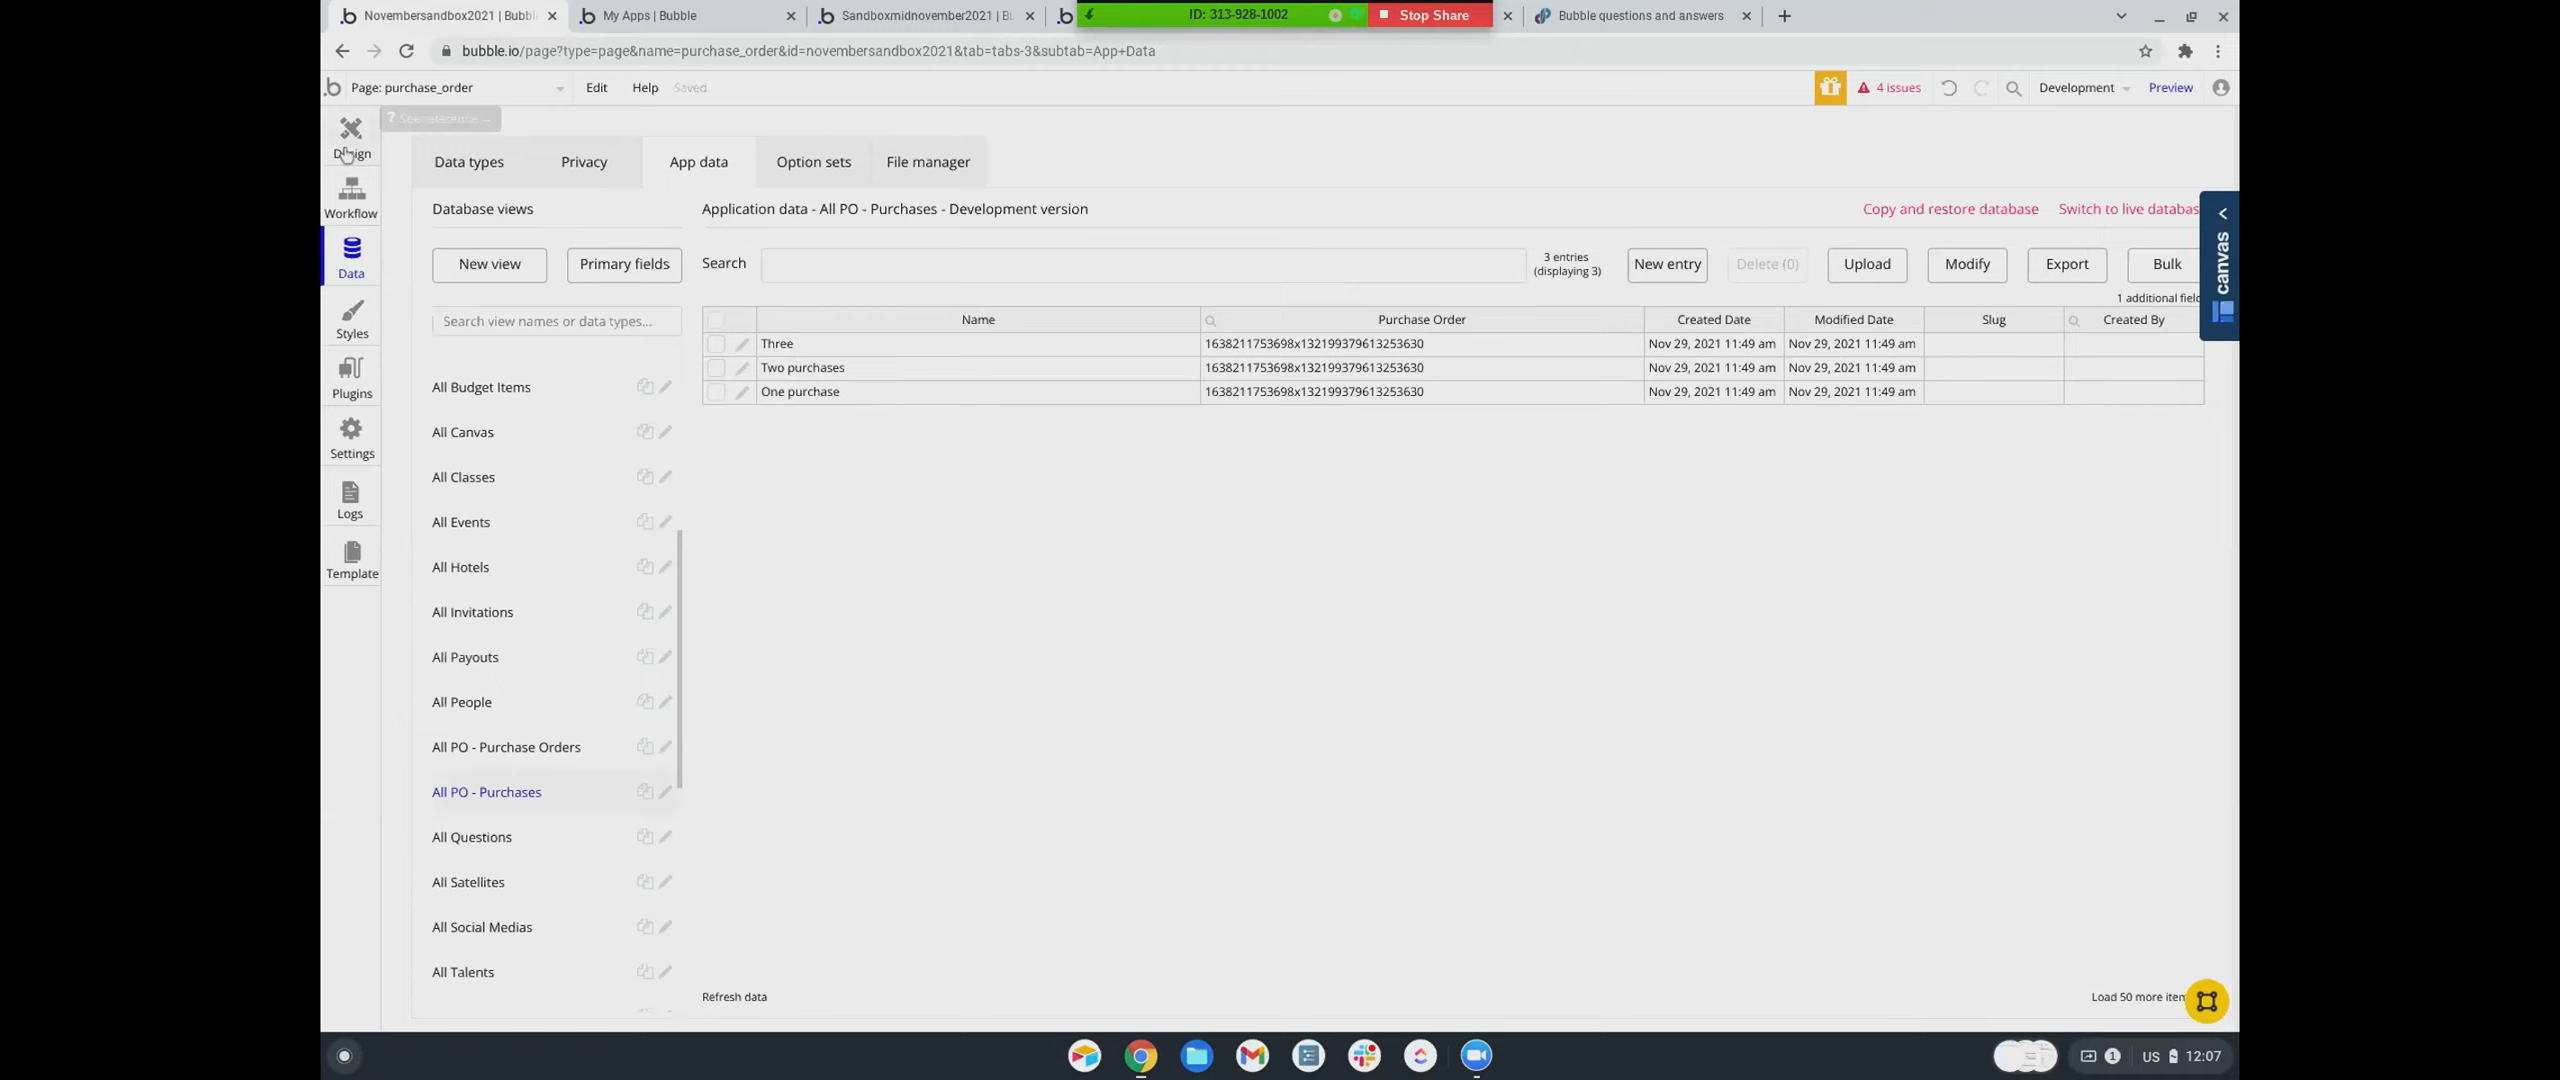 Novembersandbox2021 | Bubbl
My Apps | Bubble
Sandboxmidnovember2021 | Bu
ID: 313-928-1002
Stop Share
Bubble questions and answers
bubble.io/page?type=page&name=purchase_order&id=novembersandbox2021&tab=tabs-3&subtab=App+Data
Page: purchase_order
Edit
Help
Saved
4 issues
Development
Preview
? See reference →
Design
Workflow
Data
Styles
Plugins
Settings
Logs
Template
Data types
Privacy
App data
Option sets
File manager
Database views
Application data - All PO - Purchases - Development version
Copy and restore database
Switch to live databas
New view
Primary fields
Search
3 entries
(displaying 3)
New entry
Delete (0)
Upload
Modify
Export
Bulk
1 additional field
Search view names or data types...
Name
Purchase Order
Created Date
Modified Date
Slug
Created By
Three
1638211753698x132199379613253630
Nov 29, 2021 11:49 am
Nov 29, 2021 11:49 am
Two purchases
1638211753698x132199379613253630
Nov 29, 2021 11:49 am
Nov 29, 2021 11:49 am
One purchase
1638211753698x132199379613253630
Nov 29, 2021 11:49 am
Nov 29, 2021 11:49 am
All Budget Items
All Canvas
All Classes
All Events
All Hotels
All Invitations
All Payouts
All People
All PO - Purchase Orders
All PO - Purchases
All Questions
All Satellites
All Social Medias
All Talents
Refresh data
Load 50 more item
canvas
1
US
12:07